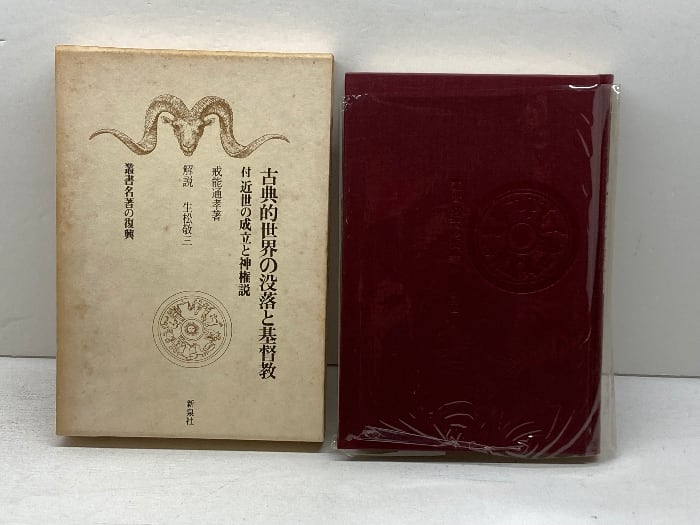 古典的世界の没落と基督教
付 近世の成立と神権説
戒能通孝著
解説 生松敬三
叢書名著の復興
新泉社